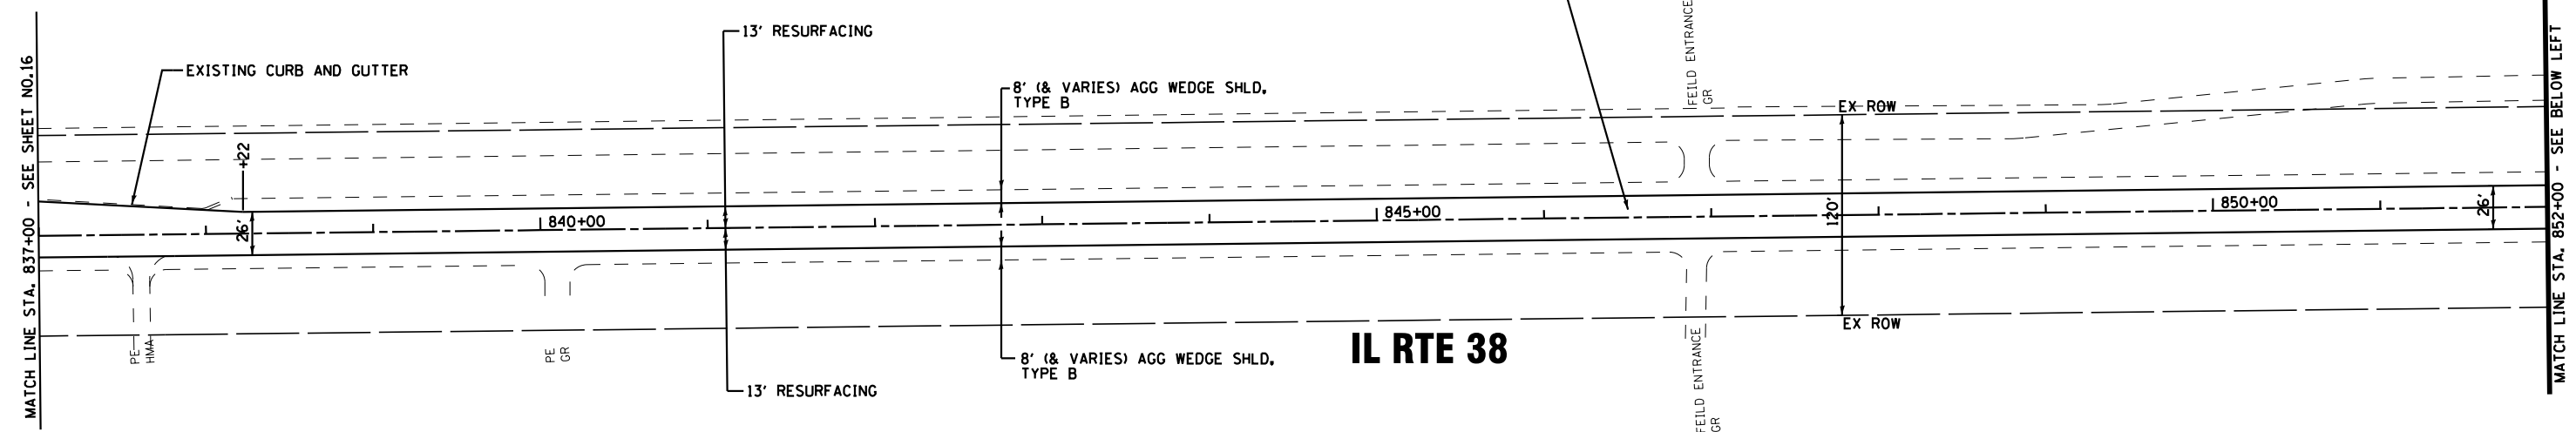 MATCH LINE STA. 837+00 - SEE SHEET NO.16
EXISTING CURB AND GUTTER
13' RESURFACING
8' (& VARIES) AGG WEDGE SHLD,
TYPE B
FEILD ENTRANCE
GR
EX ROW
+22
26'
840+00
845+00
120'
850+00
26'
PE
HMA
PE
GR
8' (& VARIES) AGG WEDGE SHLD,
TYPE B
13' RESURFACING
IL RTE 38
FEILD ENTRANCE
GR
EX ROW
MATCH LINE STA. 852+00 - SEE BELOW LEFT